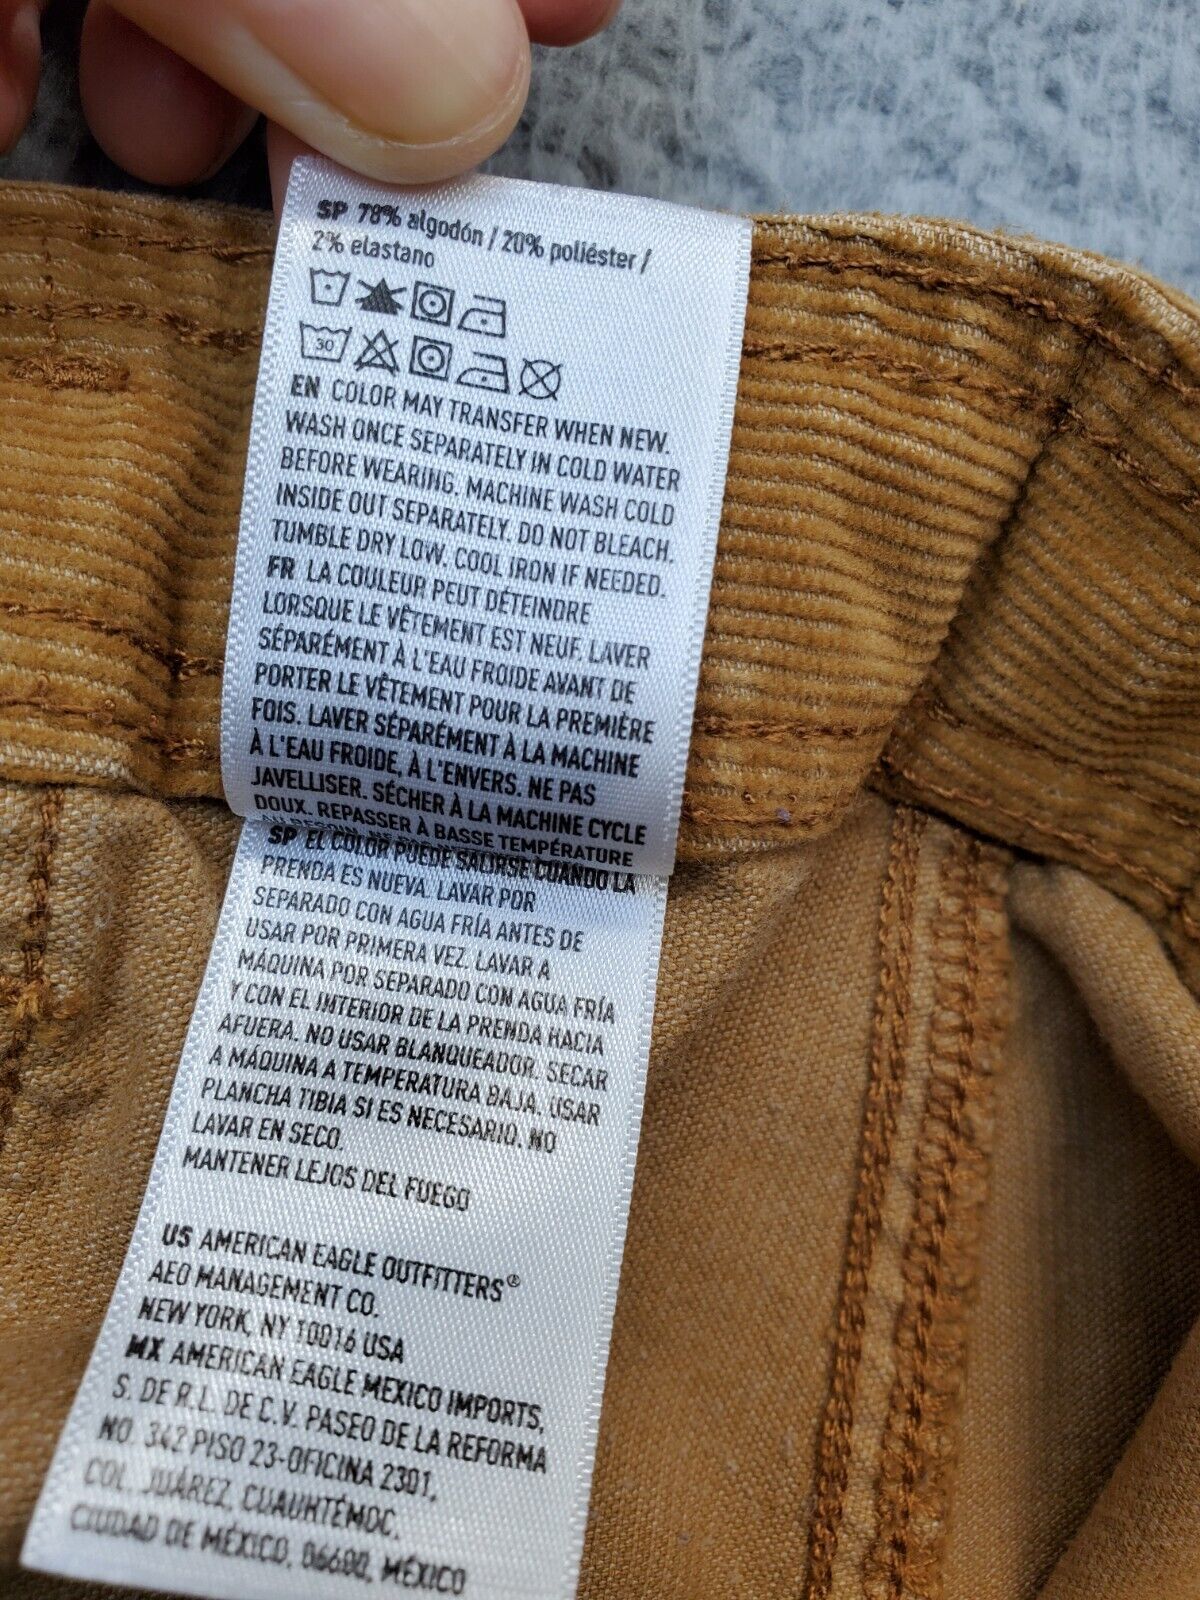 SP 78% algodón / 20% poliéster /
2% elastano
30
EN COLOR MAY TRANSFER WHEN NEW.
WASH ONCE SEPARATELY IN COLD WATER
BEFORE WEARING. MACHINE WASH COLD
INSIDE OUT SEPARATELY. DO NOT BLEACH.
TUMBLE DRY LOW. COOL IRON IF NEEDED.
FR LA COULEUR PEUT DÉTEINDRE
LORSQUE LE VÊTEMENT EST NEUF. LAVER
SÉPARÉMENT À L'EAU FROIDE AVANT DE
PORTER LE VÊTEMENT POUR LA PREMIÈRE
FOIS. LAVER SÉPARÉMENT À LA MACHINE
À L'EAU FROIDE, À L'ENVERS. NE PAS
JAVELLISER. SÉCHER À LA MACHINE CYCLE
DOUX. REPASSER À BASSE TEMPÉRATURE
SP EL COLOR PUEDE SALIRSE CUANDO LA
PRENDA ES NUEVA. LAVAR POR
SEPARADO CON AGUA FRÍA ANTES DE
USAR POR PRIMERA VEZ. LAVAR A
MÁQUINA POR SEPARADO CON AGUA FRÍA
Y CON EL INTERIOR DE LA PRENDA HACIA
AFUERA. NO USAR BLANQUEADOR. SECAR
A MÁQUINA A TEMPERATURA BAJA. USAR
PLANCHA TIBIA SI ES NECESARIO. NO
LAVAR EN SECO.
MANTENER LEJOS DEL FUEGO
US AMERICAN EAGLE OUTFITTERS®
AEO MANAGEMENT CO.
NEW YORK, NY 10016 USA
MX AMERICAN EAGLE MEXICO IMPORTS,
S. DE R.L. DE C.V. PASEO DE LA REFORMA
NO. 342 PISO 23-OFICINA 2301,
COL. JUÁREZ, CUAUHTÉMOC,
CIUDAD DE MÉXICO, 06600, MÉXICO